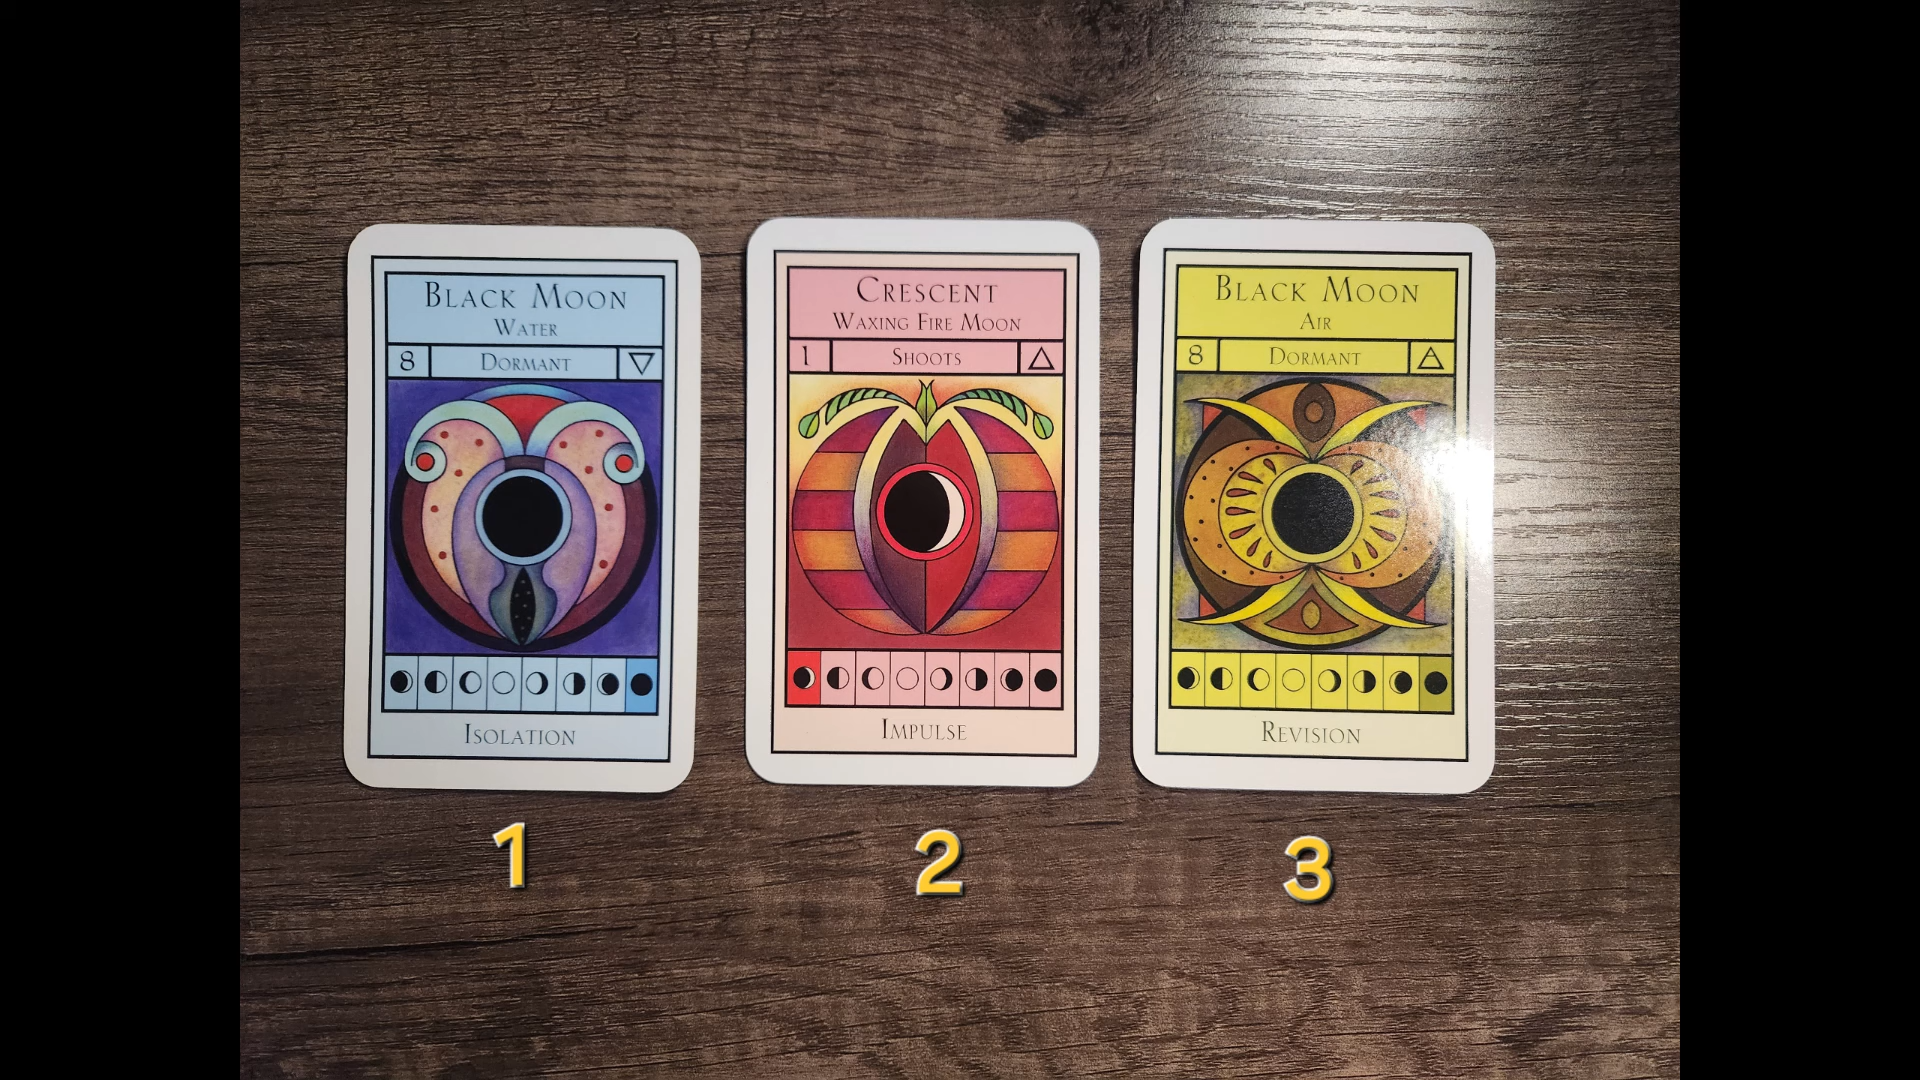 BLACK MOON
WATER
8 DORMANT
ISOLATION
1
CRESCENT
WAXING FIRE MOON
1 SHOOTS
IMPULSE
2
BLACK MOON
AIR
8 DORMANT
REVISION
3